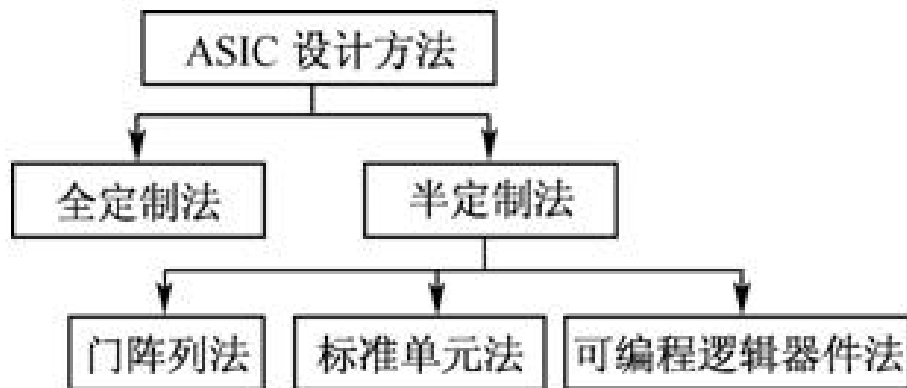 ASIC 设计方法
全定制法
半定制法
门阵列法
标准单元法
可编程逻辑器件法